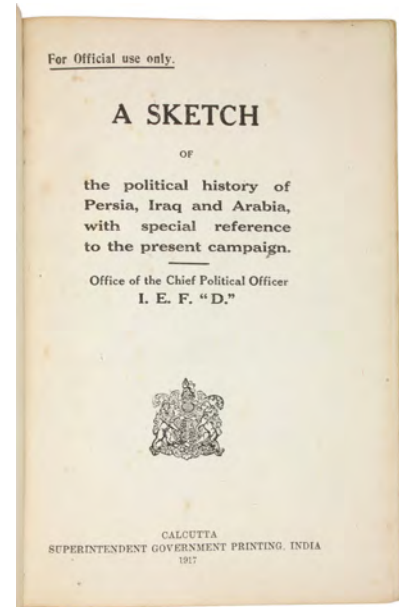 For Official use only.
A SKETCH
OF
the political history of
Persia, Iraq and Arabia,
with special reference
to the present campaign.
Office of the Chief Political Officer
I. E. F. “D.”
CALCUTTA
SUPERINTENDENT GOVERNMENT PRINTING, INDIA
1917